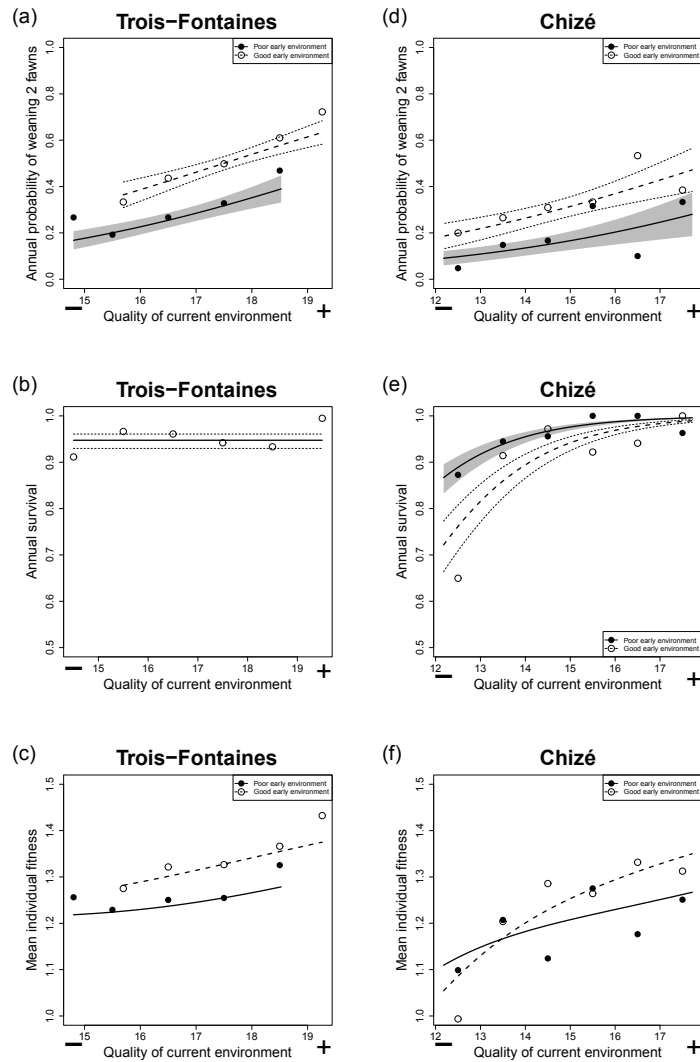 (a)
Trois−Fontaines
Poor early environment
Good early environment
Annual probability of weaning 2 fawns
0.0 0.2 0.4 0.6 0.8 1.0
15 16 17 18 19
− Quality of current environment +
(d)
Chizé
Poor early environment
Good early environment
Annual probability of weaning 2 fawns
0.0 0.2 0.4 0.6 0.8 1.0
12 13 14 15 16 17
− Quality of current environment +
(b)
Trois−Fontaines
Annual survival
0.5 0.6 0.7 0.8 0.9 1.0
15 16 17 18 19
− Quality of current environment +
(e)
Chizé
Annual survival
0.5 0.6 0.7 0.8 0.9 1.0
Poor early environment
Good early environment
12 13 14 15 16 17
− Quality of current environment +
(c)
Trois−Fontaines
Poor early environment
Good early environment
Mean individual fitness
1.0 1.1 1.2 1.3 1.4 1.5
15 16 17 18 19
− Quality of current environment +
(f)
Chizé
Poor early environment
Good early environment
Mean individual fitness
1.0 1.1 1.2 1.3 1.4 1.5
12 13 14 15 16 17
− Quality of current environment +